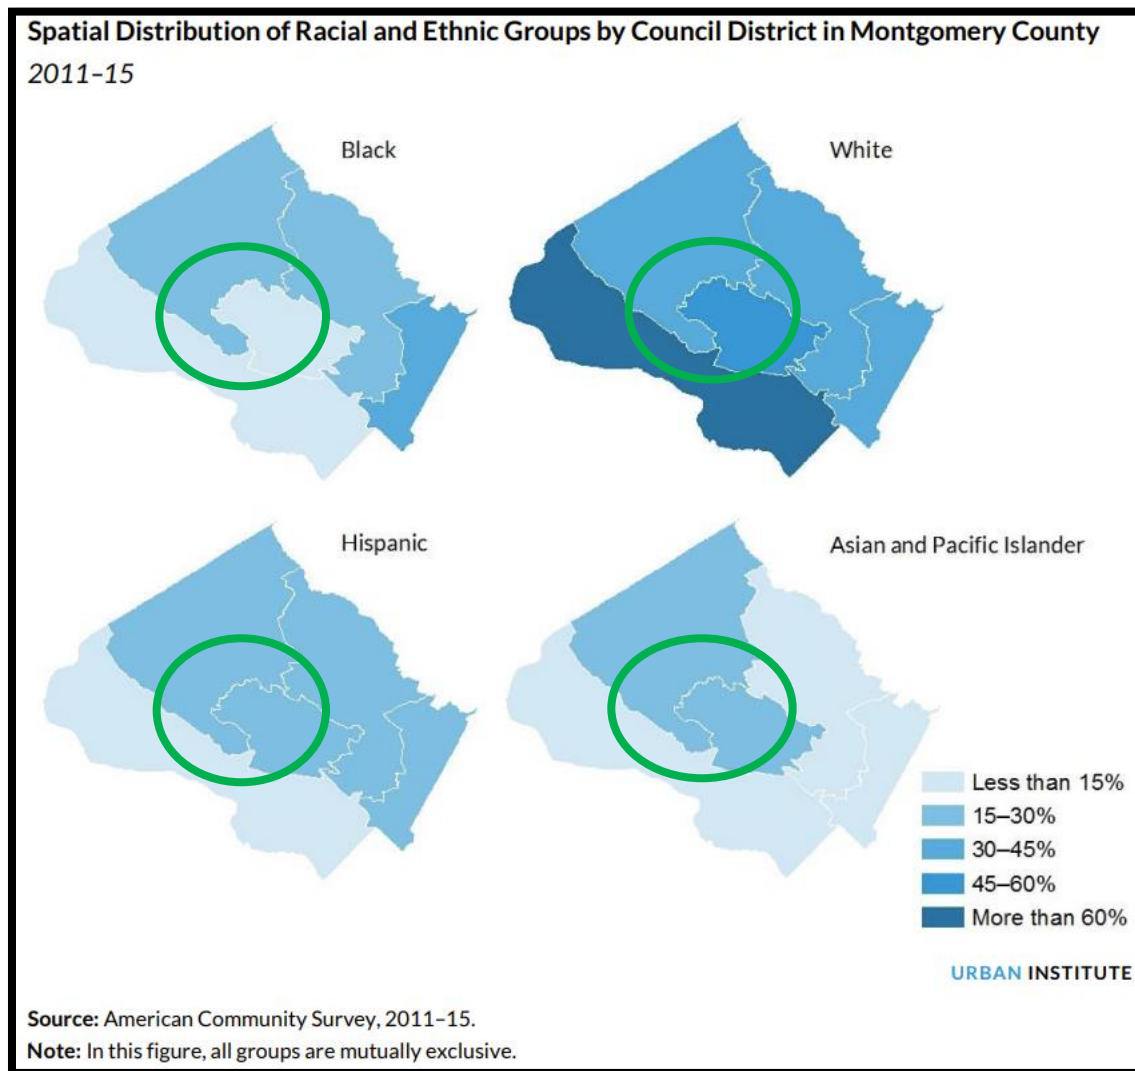 Spatial Distribution of Racial and Ethnic Groups by Council District in Montgomery County
2011–15
Black
White
Hispanic
Asian and Pacific Islander
Less than 15%
15–30%
30–45%
45–60%
More than 60%
URBAN INSTITUTE
Source: American Community Survey, 2011–15.
Note: In this figure, all groups are mutually exclusive.